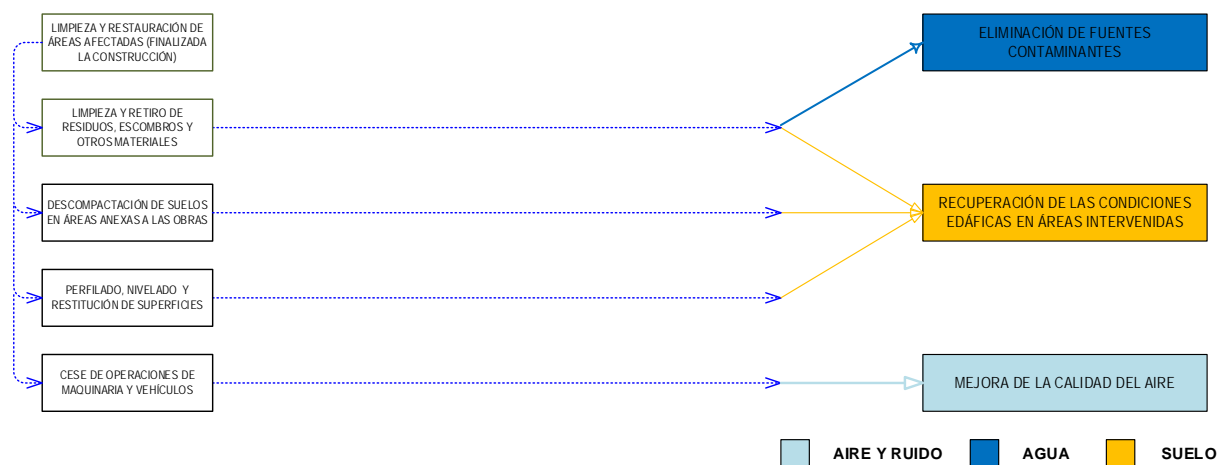 LIMPIEZA Y RESTAURACIÓN DE
ÁREAS AFECTADAS (FINALIZADA
LA CONSTRUCCIÓN)
ELIMINACIÓN DE FUENTES
CONTAMINANTES
LIMPIEZA Y RETIRO DE
RESIDUOS, ESCOMBROS Y
OTROS MATERIALES
DESCOMPACTACIÓN DE SUELOS
EN ÁREAS ANEXAS A LAS OBRAS
RECUPERACIÓN DE LAS CONDICIONES
EDÁFICAS EN ÁREAS INTERVENIDAS
PERFILADO, NIVELADO Y
RESTITUCIÓN DE SUPERFICIES
CESE DE OPERACIONES DE
MAQUINARIA Y VEHÍCULOS
MEJORA DE LA CALIDAD DEL AIRE
AIRE Y RUIDO AGUA SUELO